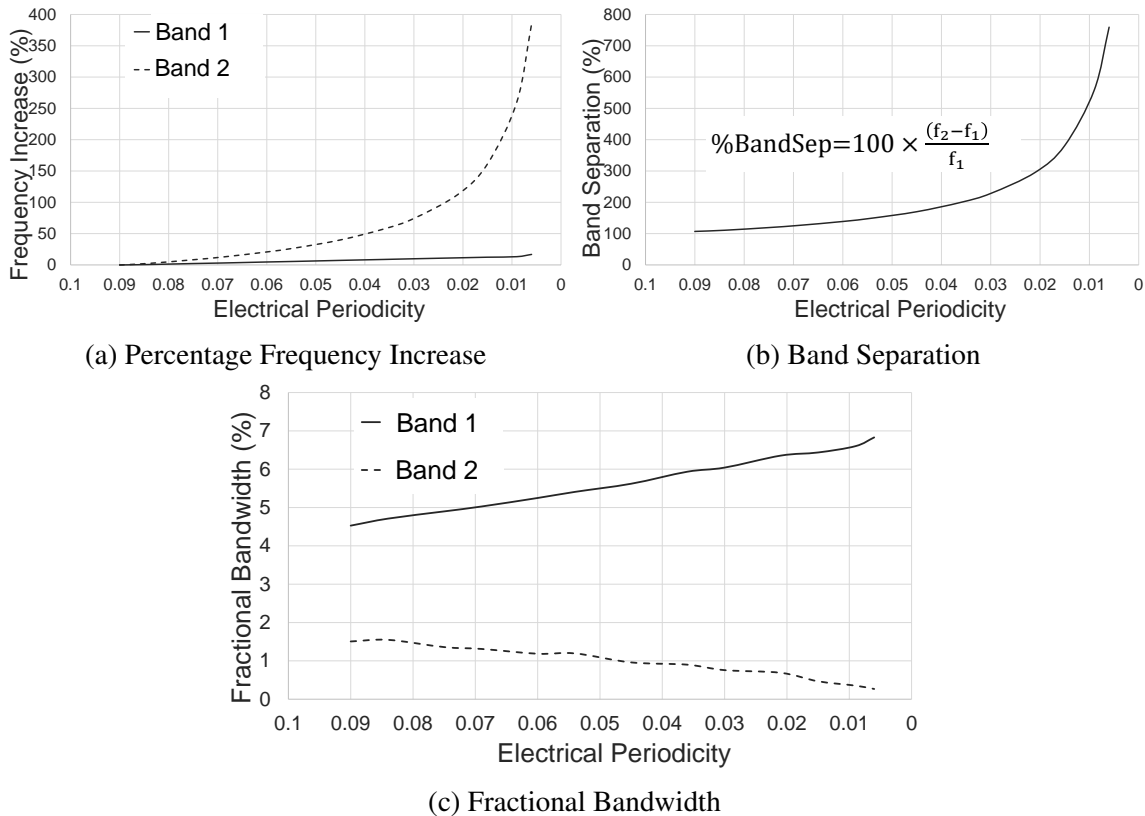 Frequency Increase (%)
400
350
300
250
200
150
100
50
0
Band 1
Band 2
0.1 0.09 0.08 0.07 0.06 0.05 0.04 0.03 0.02 0.01 0
Electrical Periodicity
(a) Percentage Frequency Increase
Band Separation (%)
800
700
600
500
400
300
200
100
0
%BandSep=100 × (f₂−f₁)
f₁
0.1 0.09 0.08 0.07 0.06 0.05 0.04 0.03 0.02 0.01 0
Electrical Periodicity
(b) Band Separation
Fractional Bandwidth (%)
8
7
6
5
4
3
2
1
0
Band 1
Band 2
0.1 0.09 0.08 0.07 0.06 0.05 0.04 0.03 0.02 0.01 0
Electrical Periodicity
(c) Fractional Bandwidth